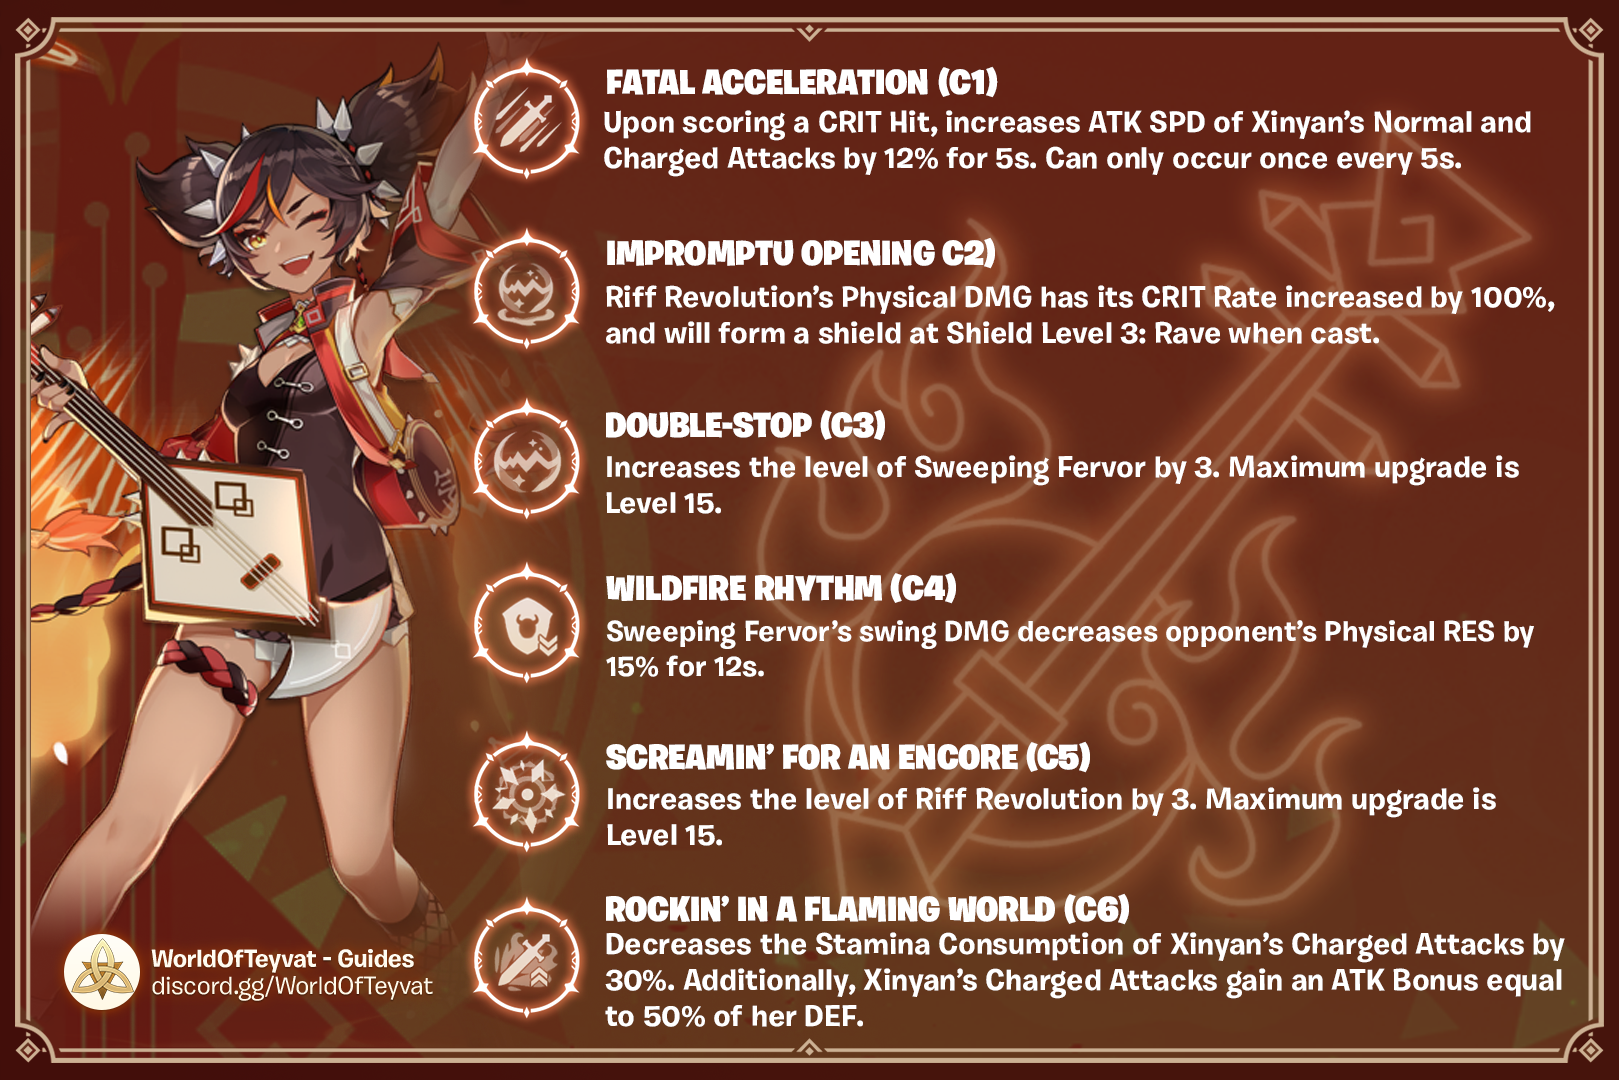 FATAL ACCELERATION (C1)
Upon scoring a CRIT Hit, increases ATK SPD of Xinyan's Normal and
Charged Attacks by 12% for 5s. Can only occur once every 5s.
IMPROMPTU OPENING C2)
Riff Revolution's Physical DMG has its CRIT Rate increased by 100%,
and will form a shield at Shield Level 3: Rave when cast.
DOUBLE-STOP (C3)
Increases the level of Sweeping Fervor by 3. Maximum upgrade is
Level 15.
WILDFIRE RHYTHM (C4)
Sweeping Fervor's swing DMG decreases opponent's Physical RES by
15% for 12s.
SCREAMIN' FOR AN ENCORE (C5)
Increases the level of Riff Revolution by 3. Maximum upgrade is
Level 15.
ROCKIN' IN A FLAMING WORLD (C6)
Decreases the Stamina Consumption of Xinyan's Charged Attacks by
30%. Additionally, Xinyan's Charged Attacks gain an ATK Bonus equal
to 50% of her DEF.
WorldOfTeyvat - Guides
discord.gg/WorldOfTeyvat